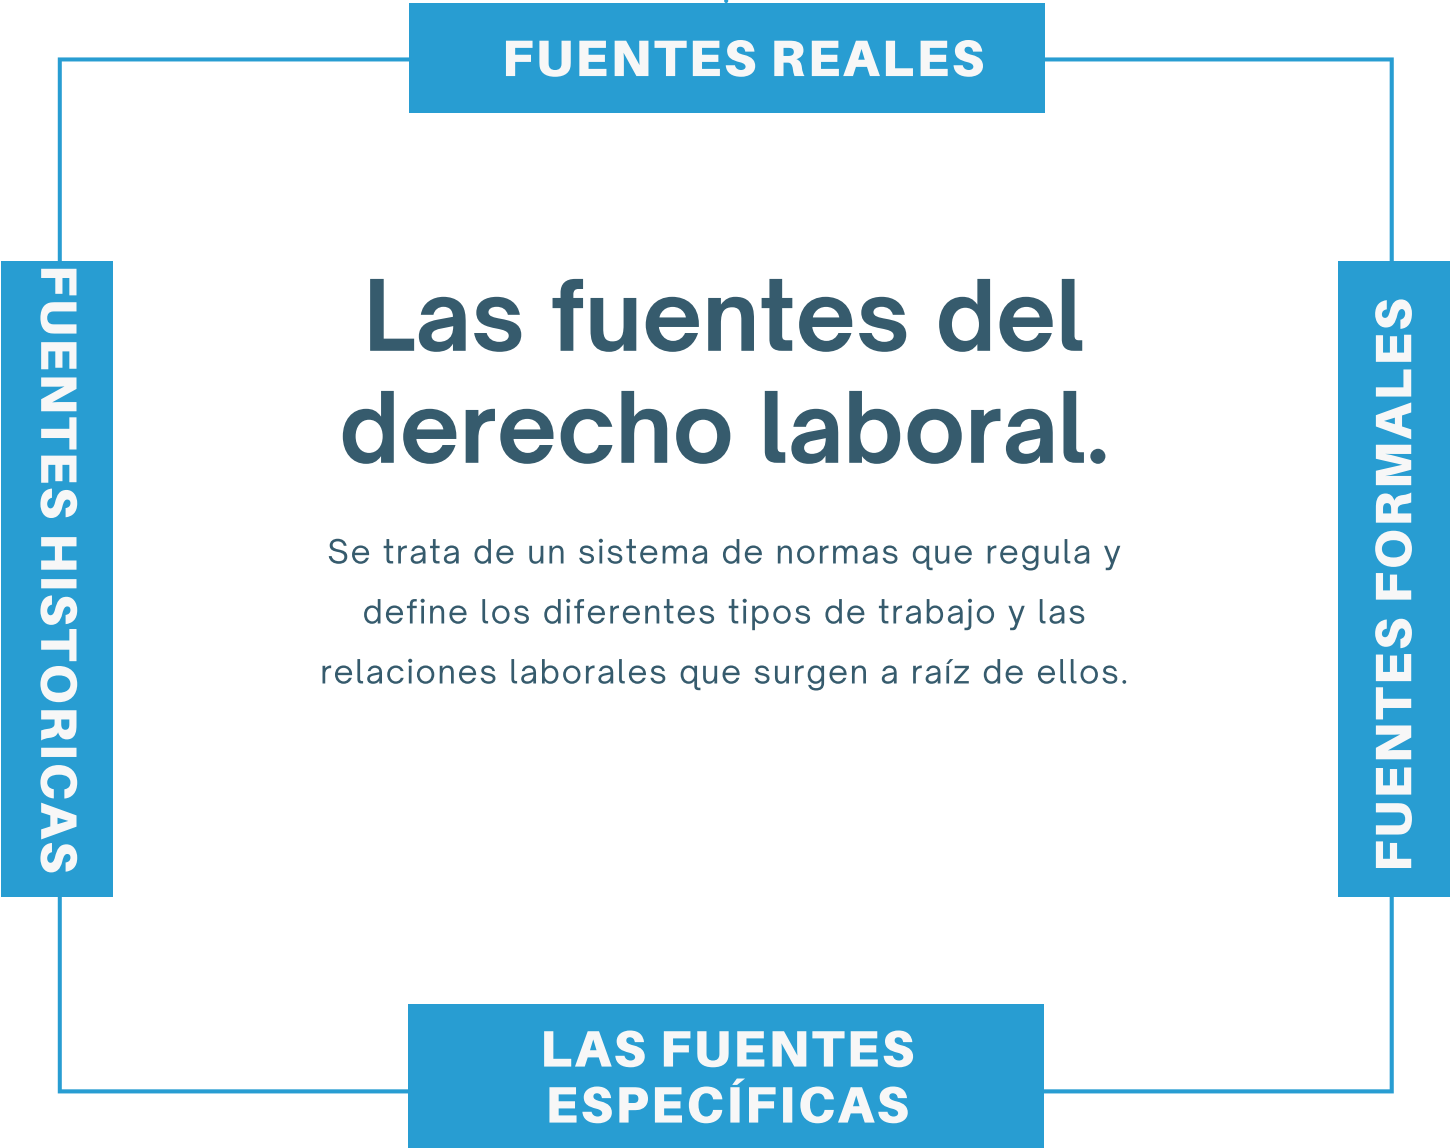 FUENTES REALES
FUENTES HISTORICAS
Las fuentes del
derecho laboral.
Se trata de un sistema de normas que regula y
define los diferentes tipos de trabajo y las
relaciones laborales que surgen a raíz de ellos.
FUENTES FORMALES
LAS FUENTES
ESPECÍFICAS